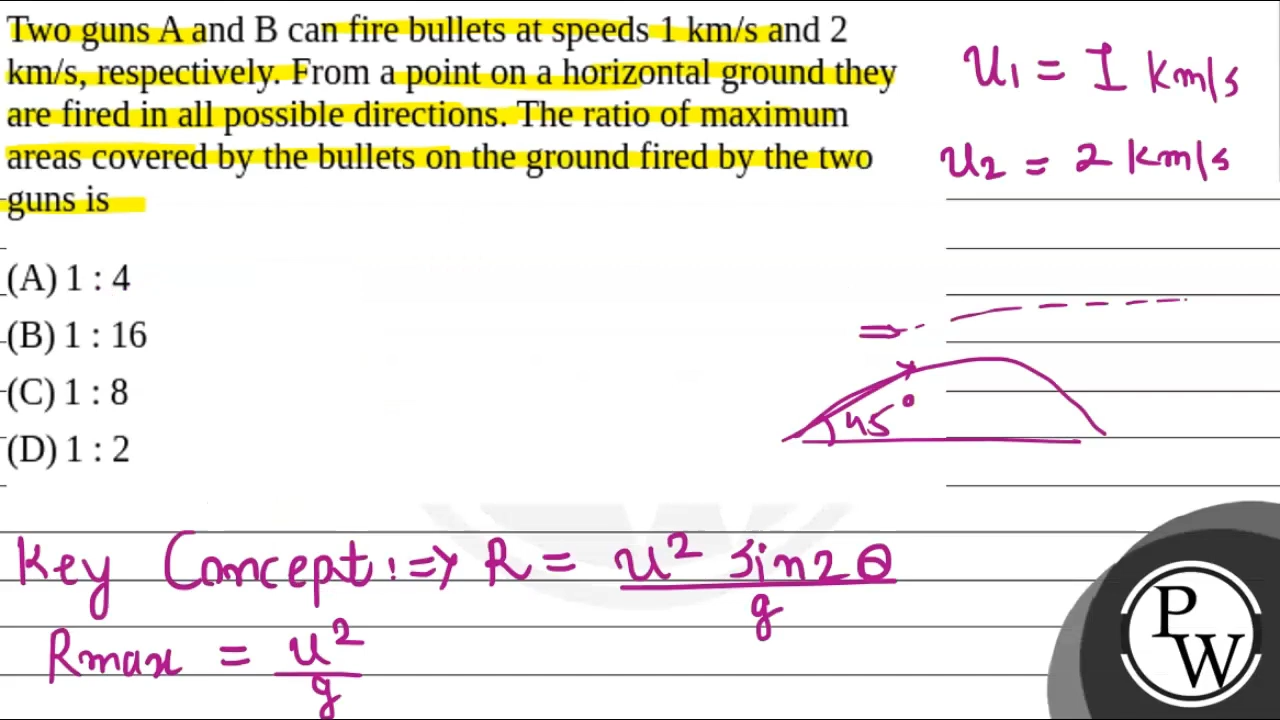 Two guns A and B can fire bullets at speeds 1 km/s and 2
km/s, respectively. From a point on a horizontal ground they
are fired in all possible directions. The ratio of maximum
areas covered by the bullets on the ground fired by the two
guns is
(A) 1 : 4
(B) 1 : 16
(C) 1 : 8
(D) 1 : 2
u1 = 1 km/s
u2 = 2 km/s
⇒
45°
Key Concept :⇒ R = u² sin2θ / g
Rmax = u² / g
PW